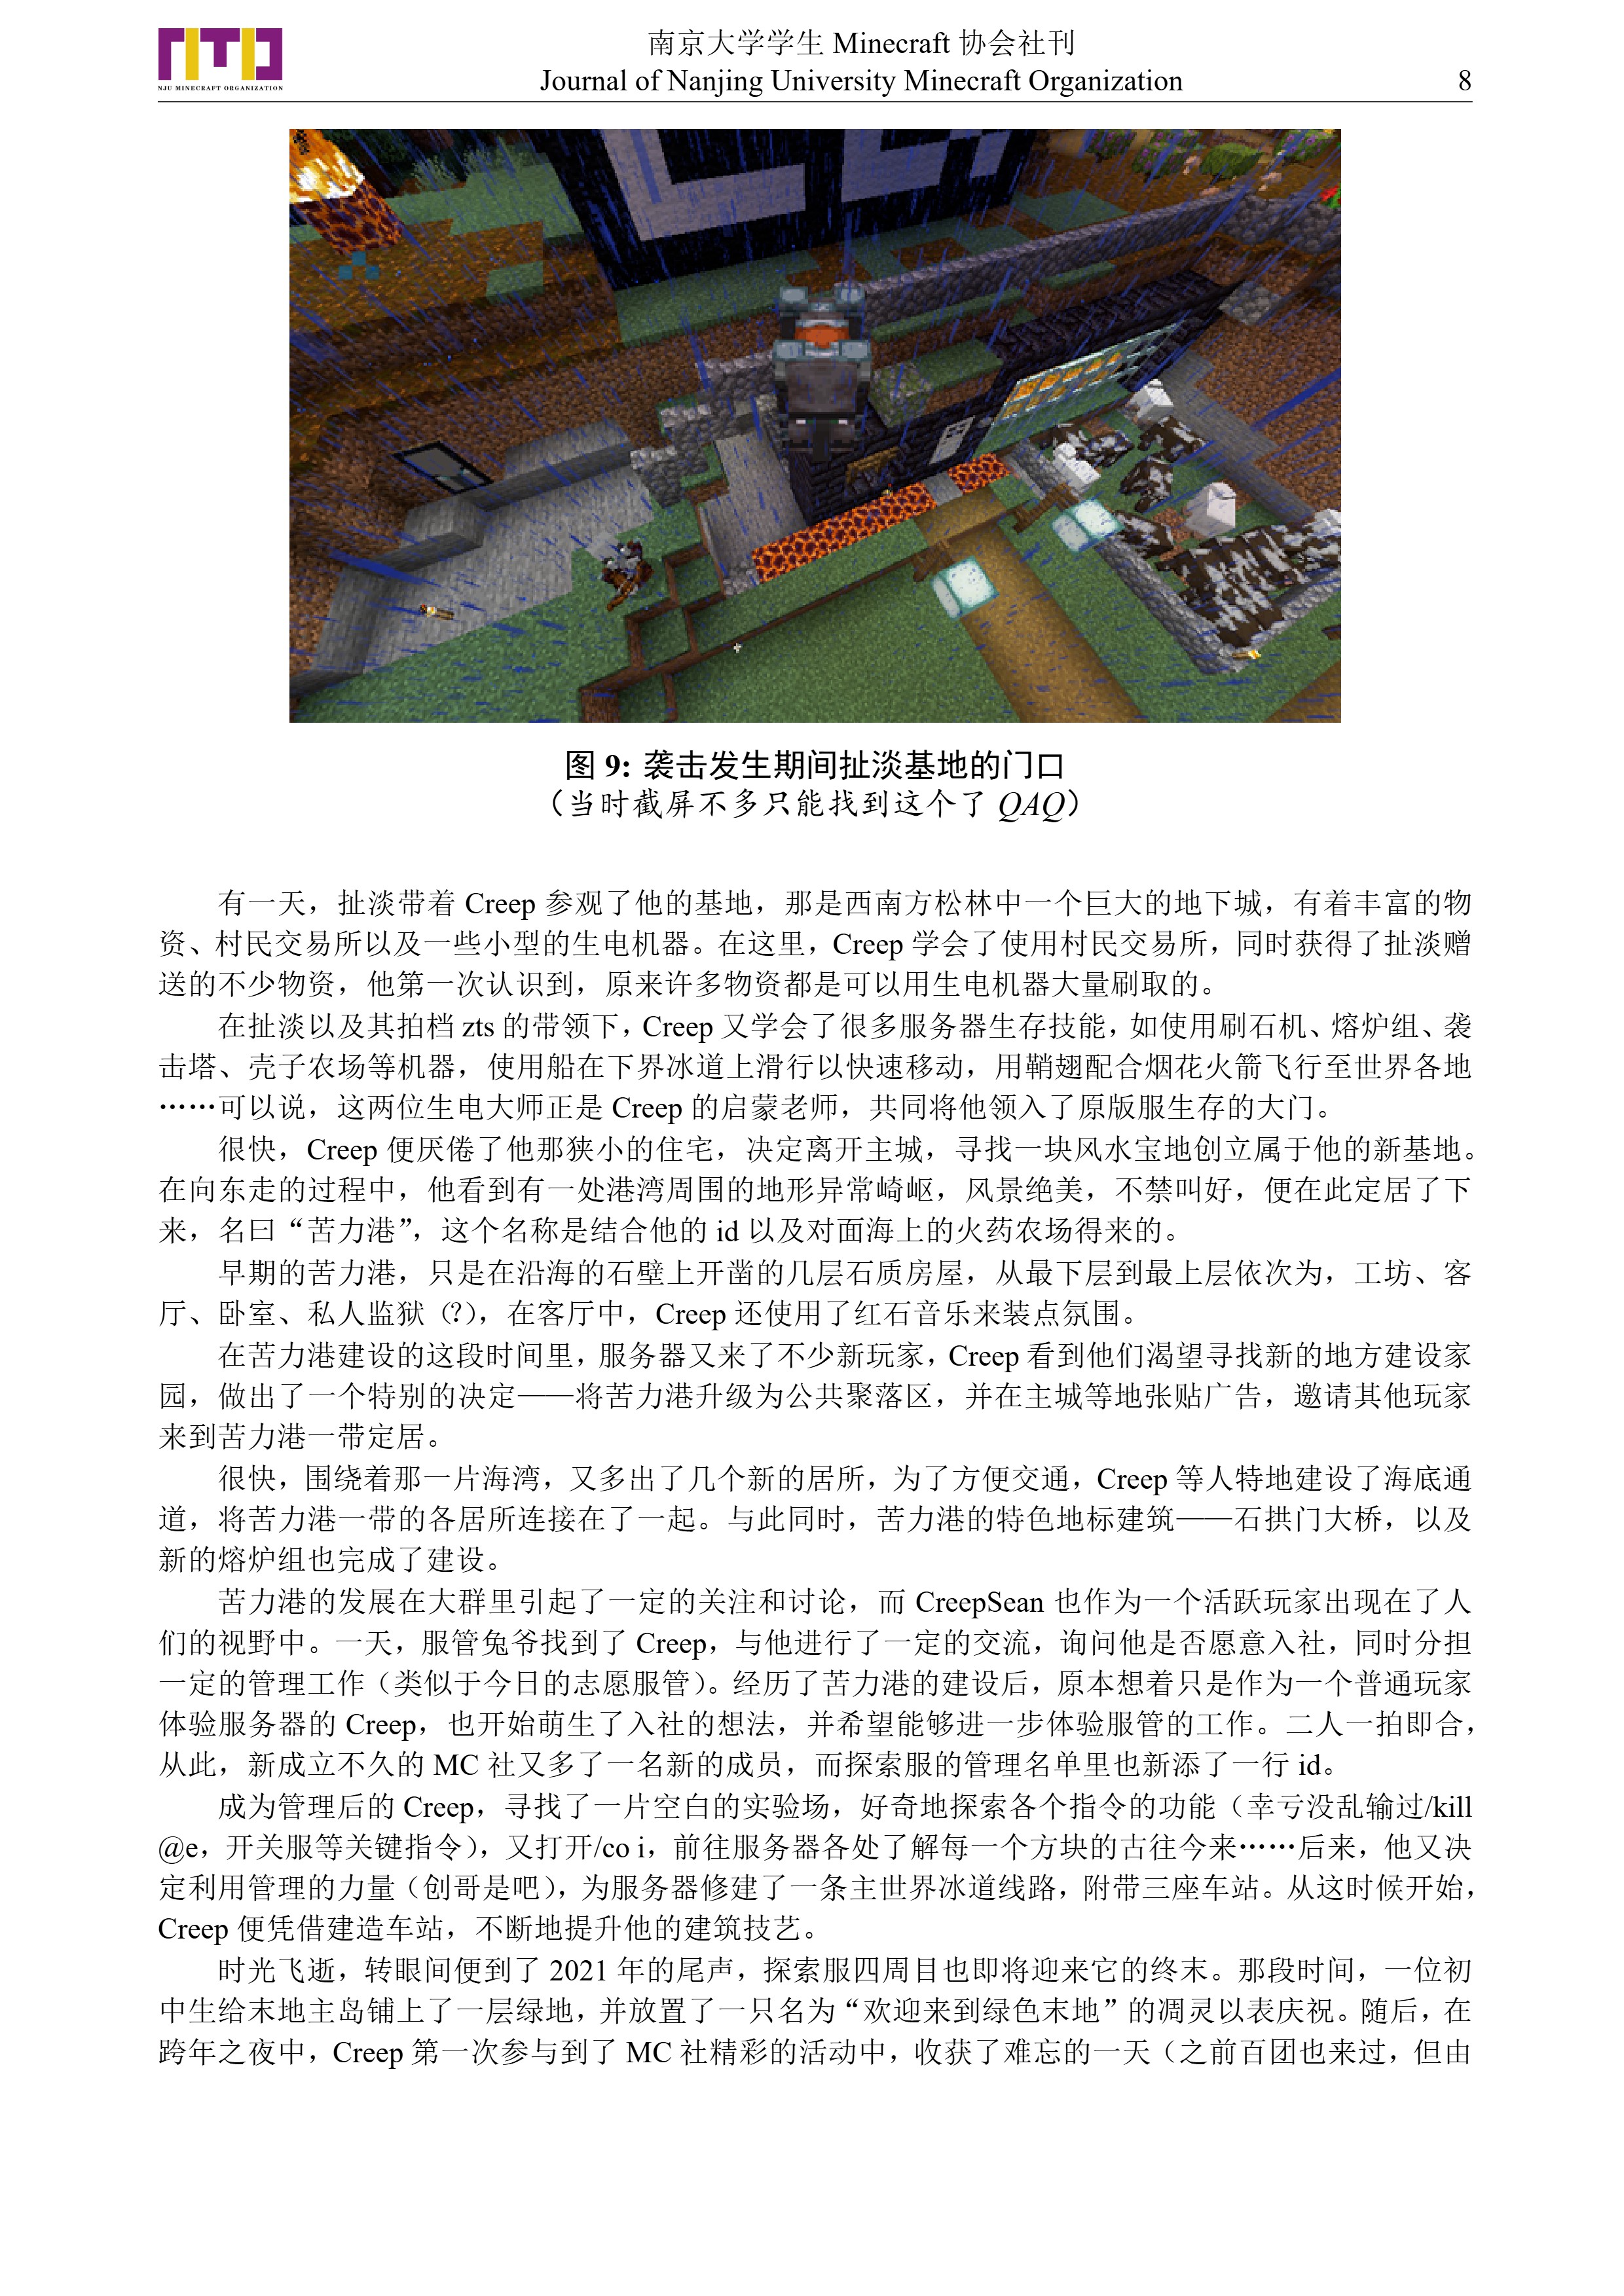 南京大学学生 Minecraft 协会社刊
NJU MINECRAFT ORGANIZATION
Journal of Nanjing University Minecraft Organization
8
图 9: 袭击发生期间扯淡基地的门口
（当时截屏不多只能找到这个了 QAQ）
有一天，扯淡带着 Creep 参观了他的基地，那是西南方松林中一个巨大的地下城，有着丰富的物
资、村民交易所以及一些小型的生电机器。在这里，Creep 学会了使用村民交易所，同时获得了扯淡赠
送的不少物资，他第一次认识到，原来许多物资都是可以用生电机器大量刷取的。
在扯淡以及其拍档 zts 的带领下，Creep 又学会了很多服务器生存技能，如使用刷石机、熔炉组、袭
击塔、壳子农场等机器，使用船在下界冰道上滑行以快速移动，用鞘翅配合烟花火箭飞行至世界各地
……可以说，这两位生电大师正是 Creep 的启蒙老师，共同将他领入了原版服生存的大门。
很快，Creep 便厌倦了他那狭小的住宅，决定离开主城，寻找一块风水宝地创立属于他的新基地。
在向东走的过程中，他看到有一处港湾周围的地形异常崎岖，风景绝美，不禁叫好，便在此定居了下
来，名曰“苦力港”，这个名称是结合他的 id 以及对面海上的火药农场得来的。
早期的苦力港，只是在沿海的石壁上开凿的几层石质房屋，从最下层到最上层依次为，工坊、客
厅、卧室、私人监狱（?），在客厅中，Creep 还使用了红石音乐来装点氛围。
在苦力港建设的这段时间里，服务器又来了不少新玩家，Creep 看到他们渴望寻找新的地方建设家
园，做出了一个特别的决定——将苦力港升级为公共聚落区，并在主城等地张贴广告，邀请其他玩家
来到苦力港一带定居。
很快，围绕着那一片海湾，又多出了几个新的居所，为了方便交通，Creep 等人特地建设了海底通
道，将苦力港一带的各居所连接在了一起。与此同时，苦力港的特色地标建筑——石拱门大桥，以及
新的熔炉组也完成了建设。
苦力港的发展在大群里引起了一定的关注和讨论，而 CreepSean 也作为一个活跃玩家出现在了人
们的视野中。一天，服管兔爷找到了 Creep，与他进行了一定的交流，询问他是否愿意入社，同时分担
一定的管理工作（类似于今日的志愿服管）。经历了苦力港的建设后，原本想着只是作为一个普通玩家
体验服务器的 Creep，也开始萌生了入社的想法，并希望能够进一步体验服管的工作。二人一拍即合，
从此，新成立不久的 MC 社又多了一名新的成员，而探索服的管理名单里也新添了一行 id。
成为管理后的 Creep，寻找了一片空白的实验场，好奇地探索各个指令的功能（幸亏没乱输过/kill
@e，开关服等关键指令），又打开/co i，前往服务器各处了解每一个方块的古往今来……后来，他又决
定利用管理的力量（创哥是吧），为服务器修建了一条主世界冰道线路，附带三座车站。从这时候开始，
Creep 便凭借建造车站，不断地提升他的建筑技艺。
时光飞逝，转眼间便到了 2021 年的尾声，探索服四周目也即将迎来它的终末。那段时间，一位初
中生给末地主岛铺上了一层绿地，并放置了一只名为“欢迎来到绿色末地”的凋灵以表庆祝。随后，在
跨年之夜中，Creep 第一次参与到了 MC 社精彩的活动中，收获了难忘的一天（之前百团也来过，但由